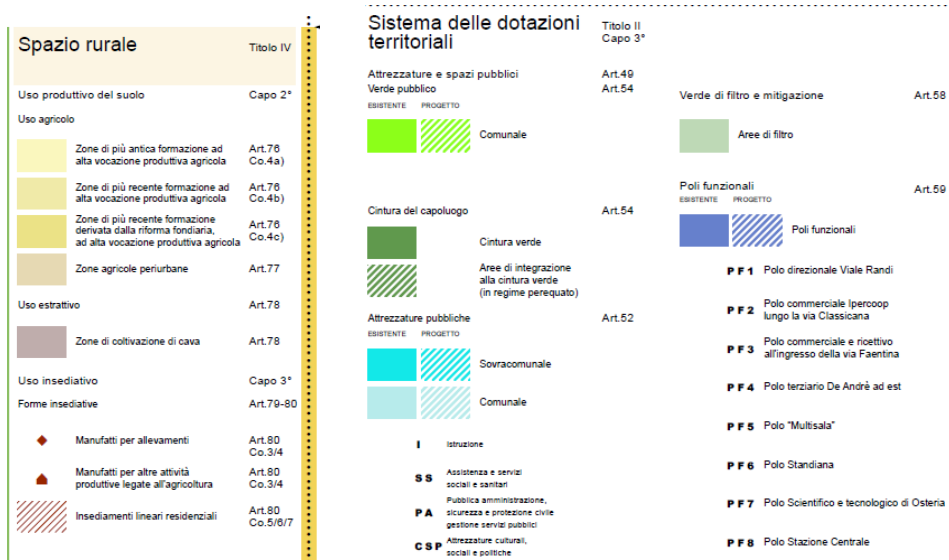 Spazio rurale Titolo IV
Uso produttivo del suolo Capo 2°
Uso agricolo
Zone di più antica formazione ad Art.76
alta vocazione produttiva agricola Co.4a)
Zone di più recente formazione ad Art.76
alta vocazione produttiva agricola Co.4b)
Zone di più recente formazione
derivata dalla riforma fondiaria, Art.76
ad alta vocazione produttiva agricola Co.4c)
Zone agricole periurbane Art.77
Uso estrattivo Art.78
Zone di coltivazione di cava Art.78
Uso insediativo Capo 3°
Forme insediative Art.79-80
Manufatti per allevamenti Art.80
Co.3/4
Manufatti per altre attività Art.80
produttive legate all'agricoltura Co.3/4
Insediamenti lineari residenziali Art.80
Co.5/6/7
Sistema delle dotazioni Titolo II
territoriali Capo 3°
Attrezzature e spazi pubblici Art.49
Verde pubblico Art.54
ESISTENTE PROGETTO
Comunale
Cintura del capoluogo Art.54
Cintura verde
Aree di integrazione
alla cintura verde
(in regime perequato)
Attrezzature pubbliche Art.52
ESISTENTE PROGETTO
Sovracomunale
Comunale
I Istruzione
SS Assistenza e servizi
sociali e sanitari
Pubblica amministrazione,
PA sicurezza e protezione civile
gestione servizi pubblici
CSP Attrezzature culturali,
sociali e politiche
Verde di filtro e mitigazione Art.58
Aree di filtro
Poli funzionali Art.59
ESISTENTE PROGETTO
Poli funzionali
PF1 Polo direzionale Viale Randi
PF2 Polo commerciale Ipercoop
lungo la via Classicana
PF3 Polo commerciale e ricettivo
all'ingresso della via Faentina
PF4 Polo terziario De Andrè ad est
PF5 Polo "Multisala"
PF6 Polo Standiana
PF7 Polo Scientifico e tecnologico di Osteria
PF8 Polo Stazione Centrale